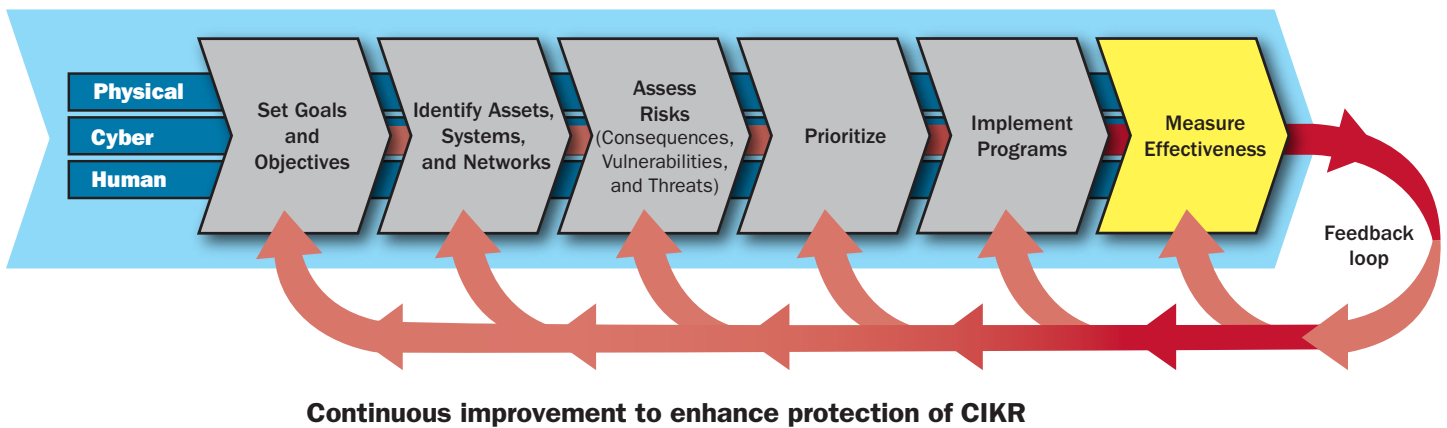 Physical
Cyber
Human
Set Goals
and
Objectives
Identify Assets,
Systems,
and Networks
Assess
Risks
(Consequences,
Vulnerabilities,
and Threats)
Prioritize
Implement
Programs
Measure
Effectiveness
Feedback
loop
Continuous improvement to enhance protection of CIKR